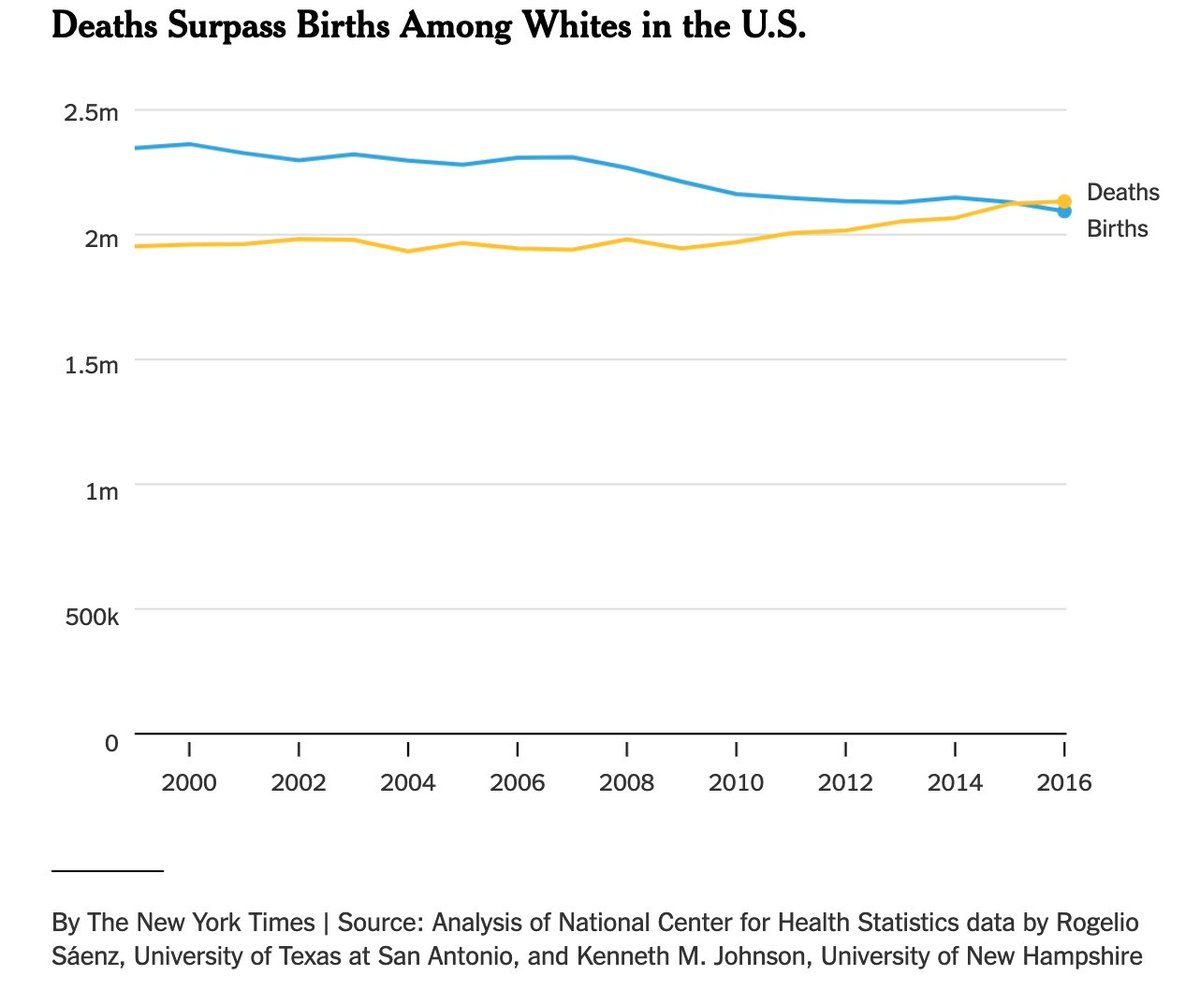 Deaths Surpass Births Among Whites in the U.S.
2.5m
2m
1.5m
1m
500k
0
Deaths
Births
2000 2002 2004 2006 2008 2010 2012 2014 2016
By The New York Times | Source: Analysis of National Center for Health Statistics data by Rogelio
Sáenz, University of Texas at San Antonio, and Kenneth M. Johnson, University of New Hampshire